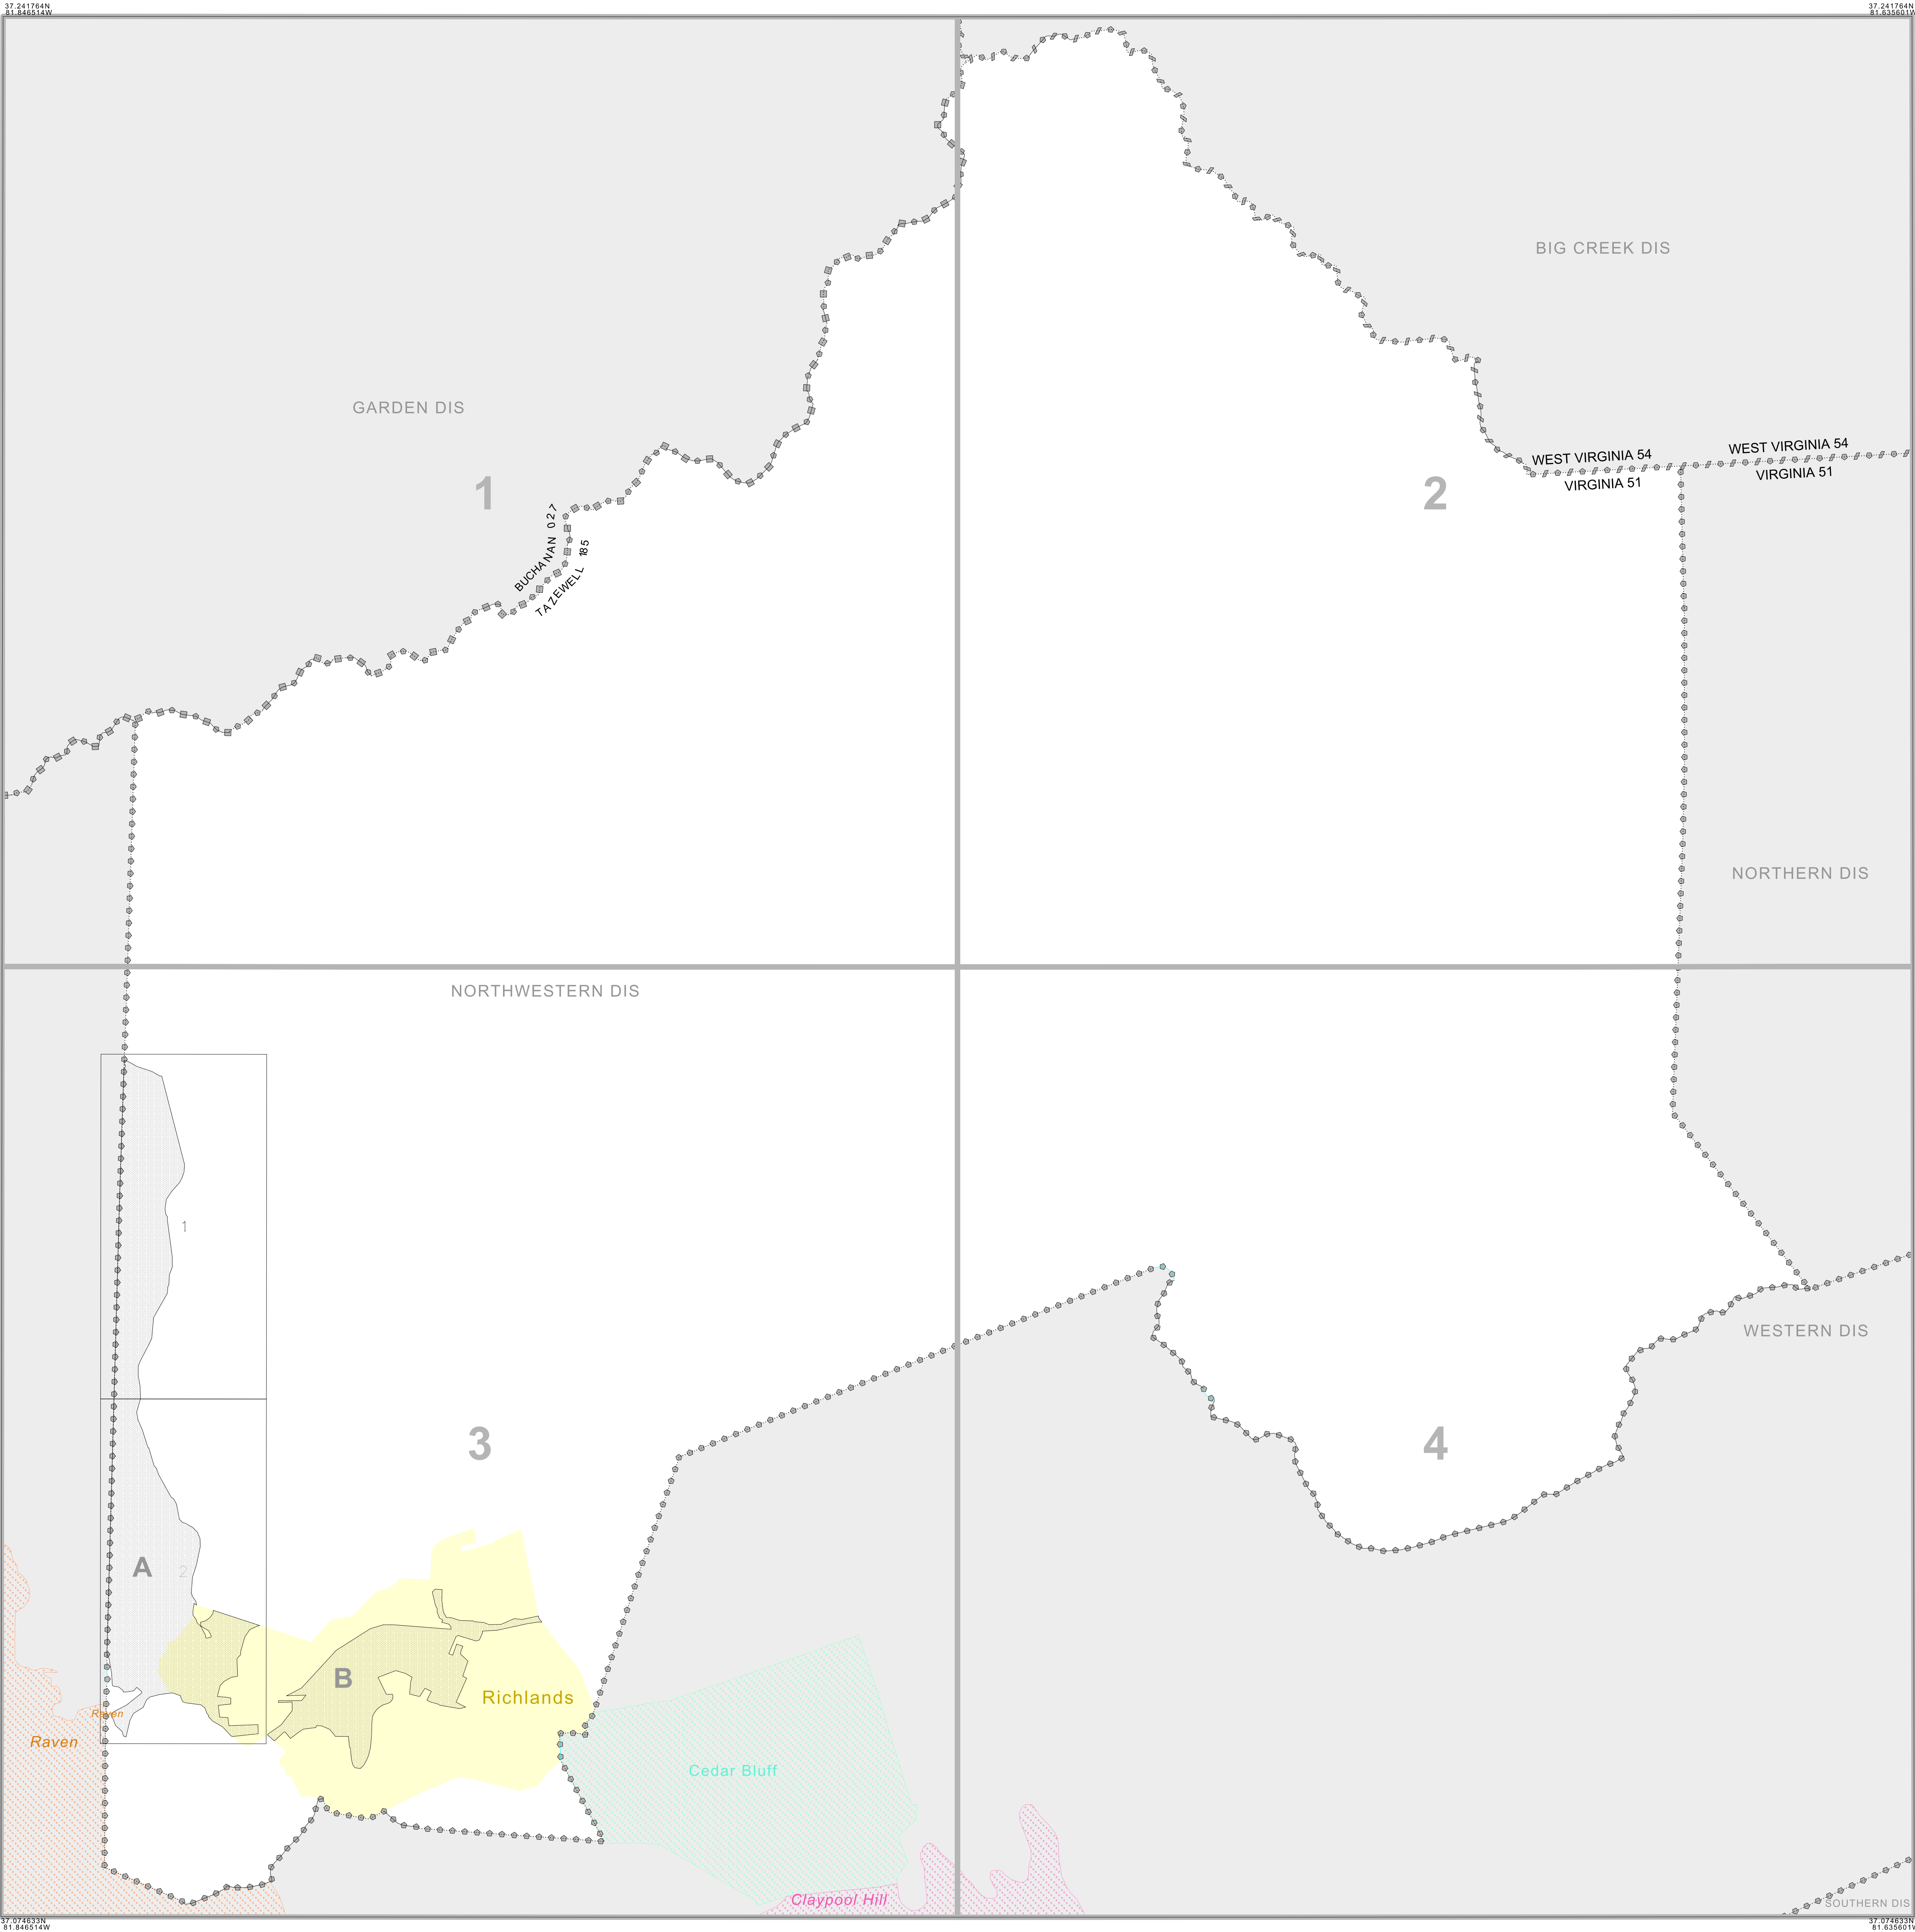 37.241764N
81.846514W
37.241764N
81.635601W
BIG CREEK DIS
GARDEN DIS
WEST VIRGINIA 54
WEST VIRGINIA 54
VIRGINIA 51
VIRGINIA 51
1
2
BUCHANAN 027
TAZEWELL 185
NORTHERN DIS
NORTHWESTERN DIS
1
WESTERN DIS
3
4
A
2
B
Richlands
Raven
Raven
Cedar Bluff
Claypool Hill
SOUTHERN DIS
37.074633N
81.846514W
37.074633N
81.635601W